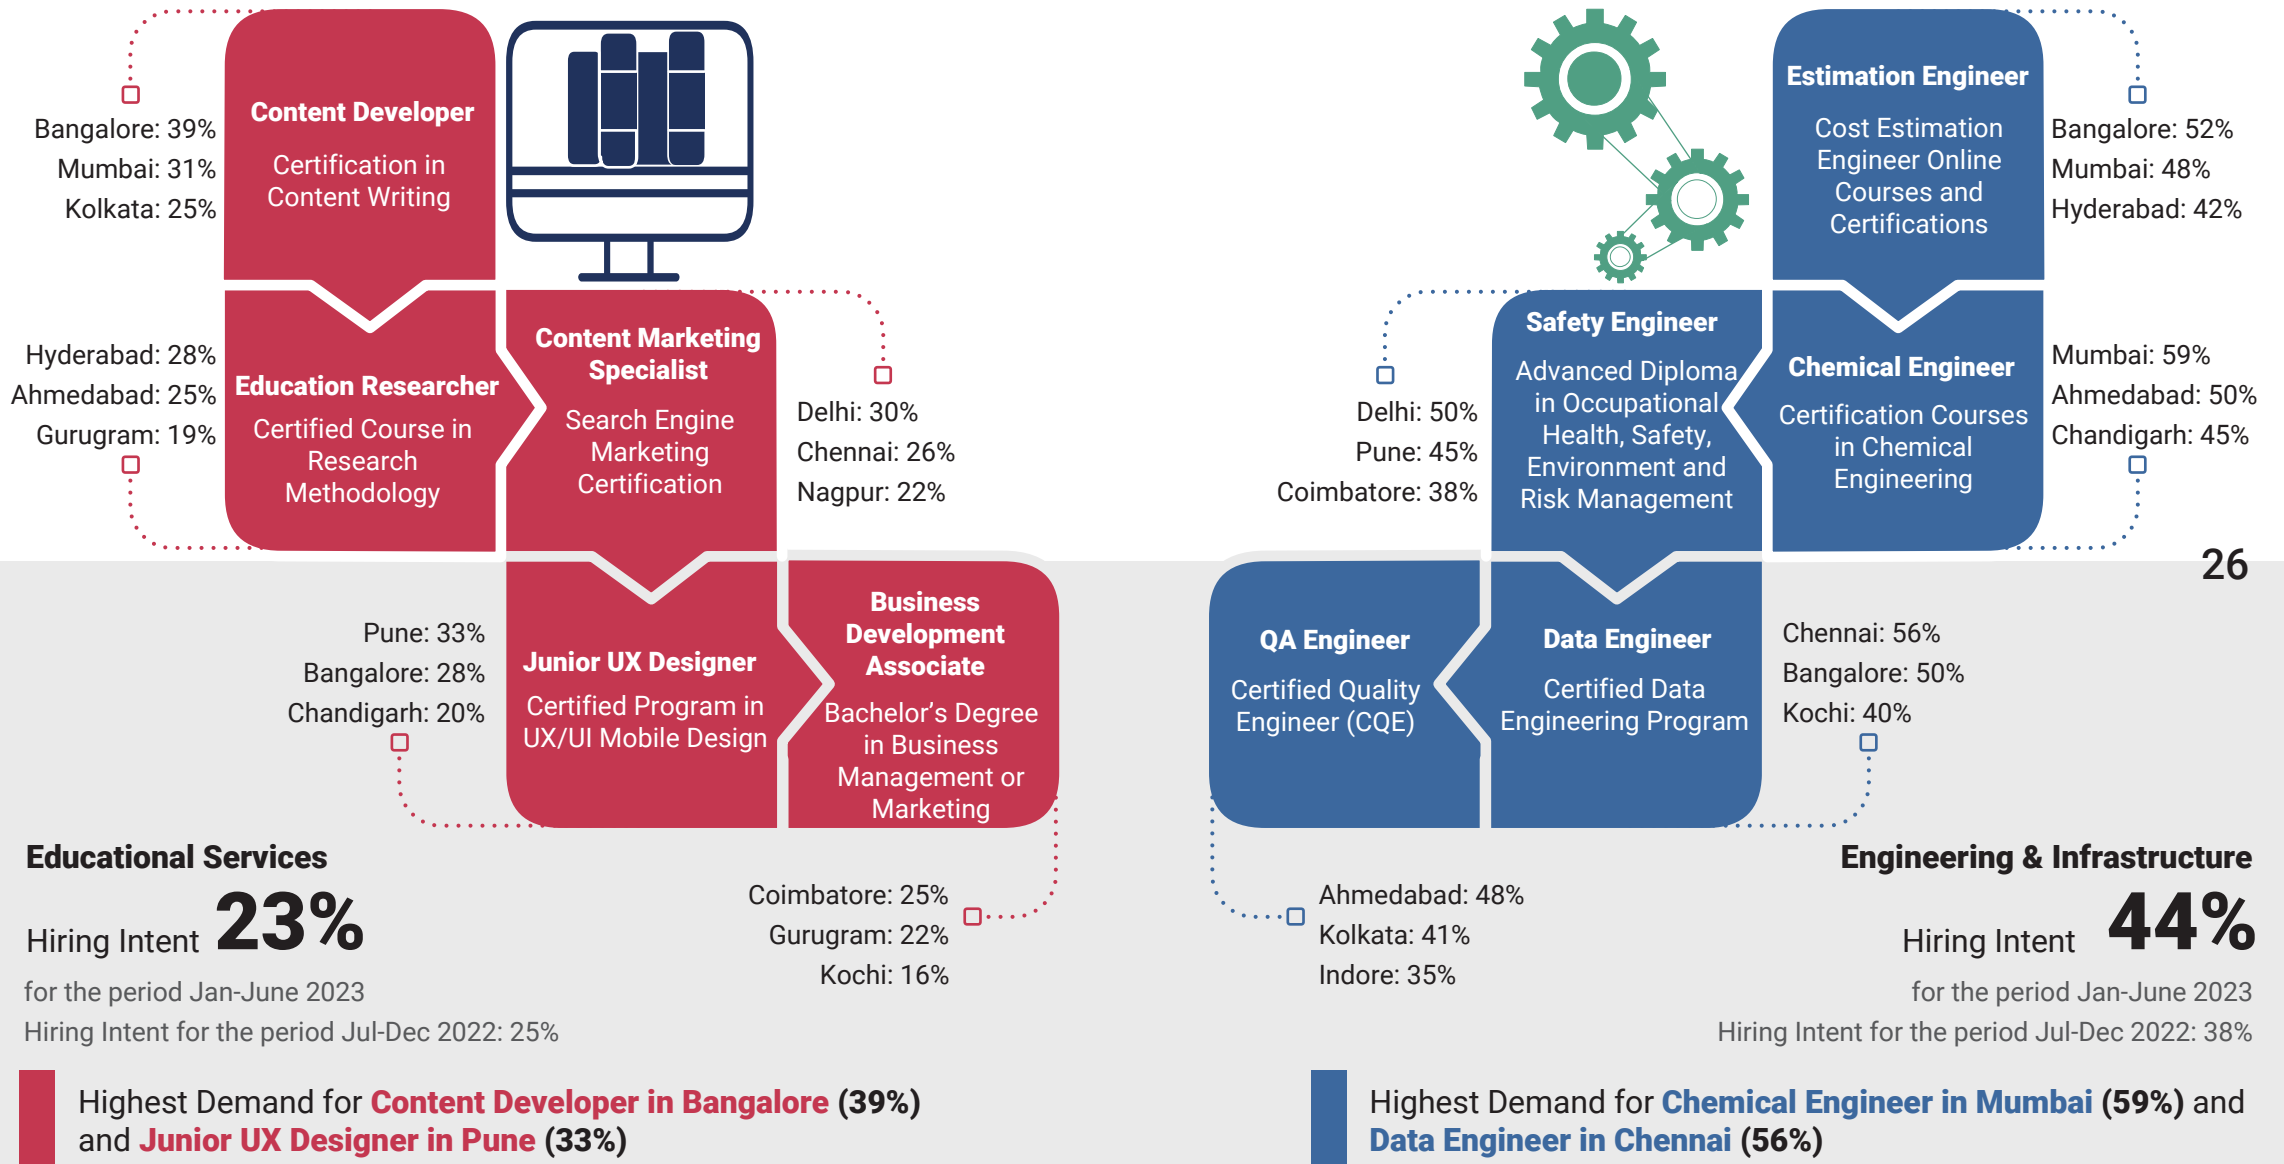 Content Developer
Certification in
Content Writing
Bangalore: 39%
Mumbai: 31%
Kolkata: 25%
Education Researcher
Certified Course in
Research
Methodology
Hyderabad: 28%
Ahmedabad: 25%
Gurugram: 19%
Content Marketing
Specialist
Search Engine
Marketing
Certification
Delhi: 30%
Chennai: 26%
Nagpur: 22%
Junior UX Designer
Certified Program in
UX/UI Mobile Design
Pune: 33%
Bangalore: 28%
Chandigarh: 20%
Business
Development
Associate
Bachelor’s Degree
in Business
Management or
Marketing
Coimbatore: 25%
Gurugram: 22%
Kochi: 16%
Educational Services
Hiring Intent 23%
for the period Jan-June 2023
Hiring Intent for the period Jul-Dec 2022: 25%
Highest Demand for Content Developer in Bangalore (39%)
and Junior UX Designer in Pune (33%)
Estimation Engineer
Cost Estimation
Engineer Online
Courses and
Certifications
Bangalore: 52%
Mumbai: 48%
Hyderabad: 42%
Chemical Engineer
Certification Courses
in Chemical
Engineering
Mumbai: 59%
Ahmedabad: 50%
Chandigarh: 45%
Safety Engineer
Advanced Diploma
in Occupational
Health, Safety,
Environment and
Risk Management
Delhi: 50%
Pune: 45%
Coimbatore: 38%
26
Data Engineer
Certified Data
Engineering Program
Chennai: 56%
Bangalore: 50%
Kochi: 40%
QA Engineer
Certified Quality
Engineer (CQE)
Ahmedabad: 48%
Kolkata: 41%
Indore: 35%
Engineering & Infrastructure
Hiring Intent 44%
for the period Jan-June 2023
Hiring Intent for the period Jul-Dec 2022: 38%
Highest Demand for Chemical Engineer in Mumbai (59%) and
Data Engineer in Chennai (56%)